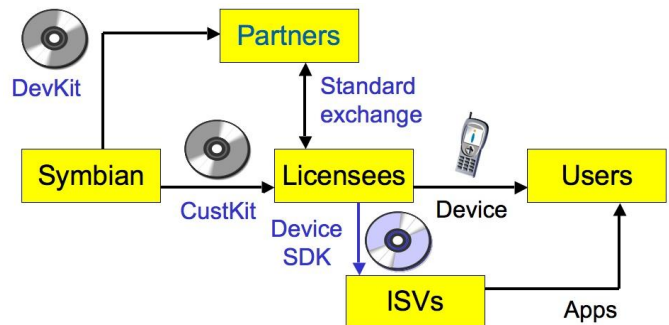 Partners
DevKit
Standard
exchange
Symbian
Licensees
Users
CustKit
Device
Device
SDK
ISVs
Apps